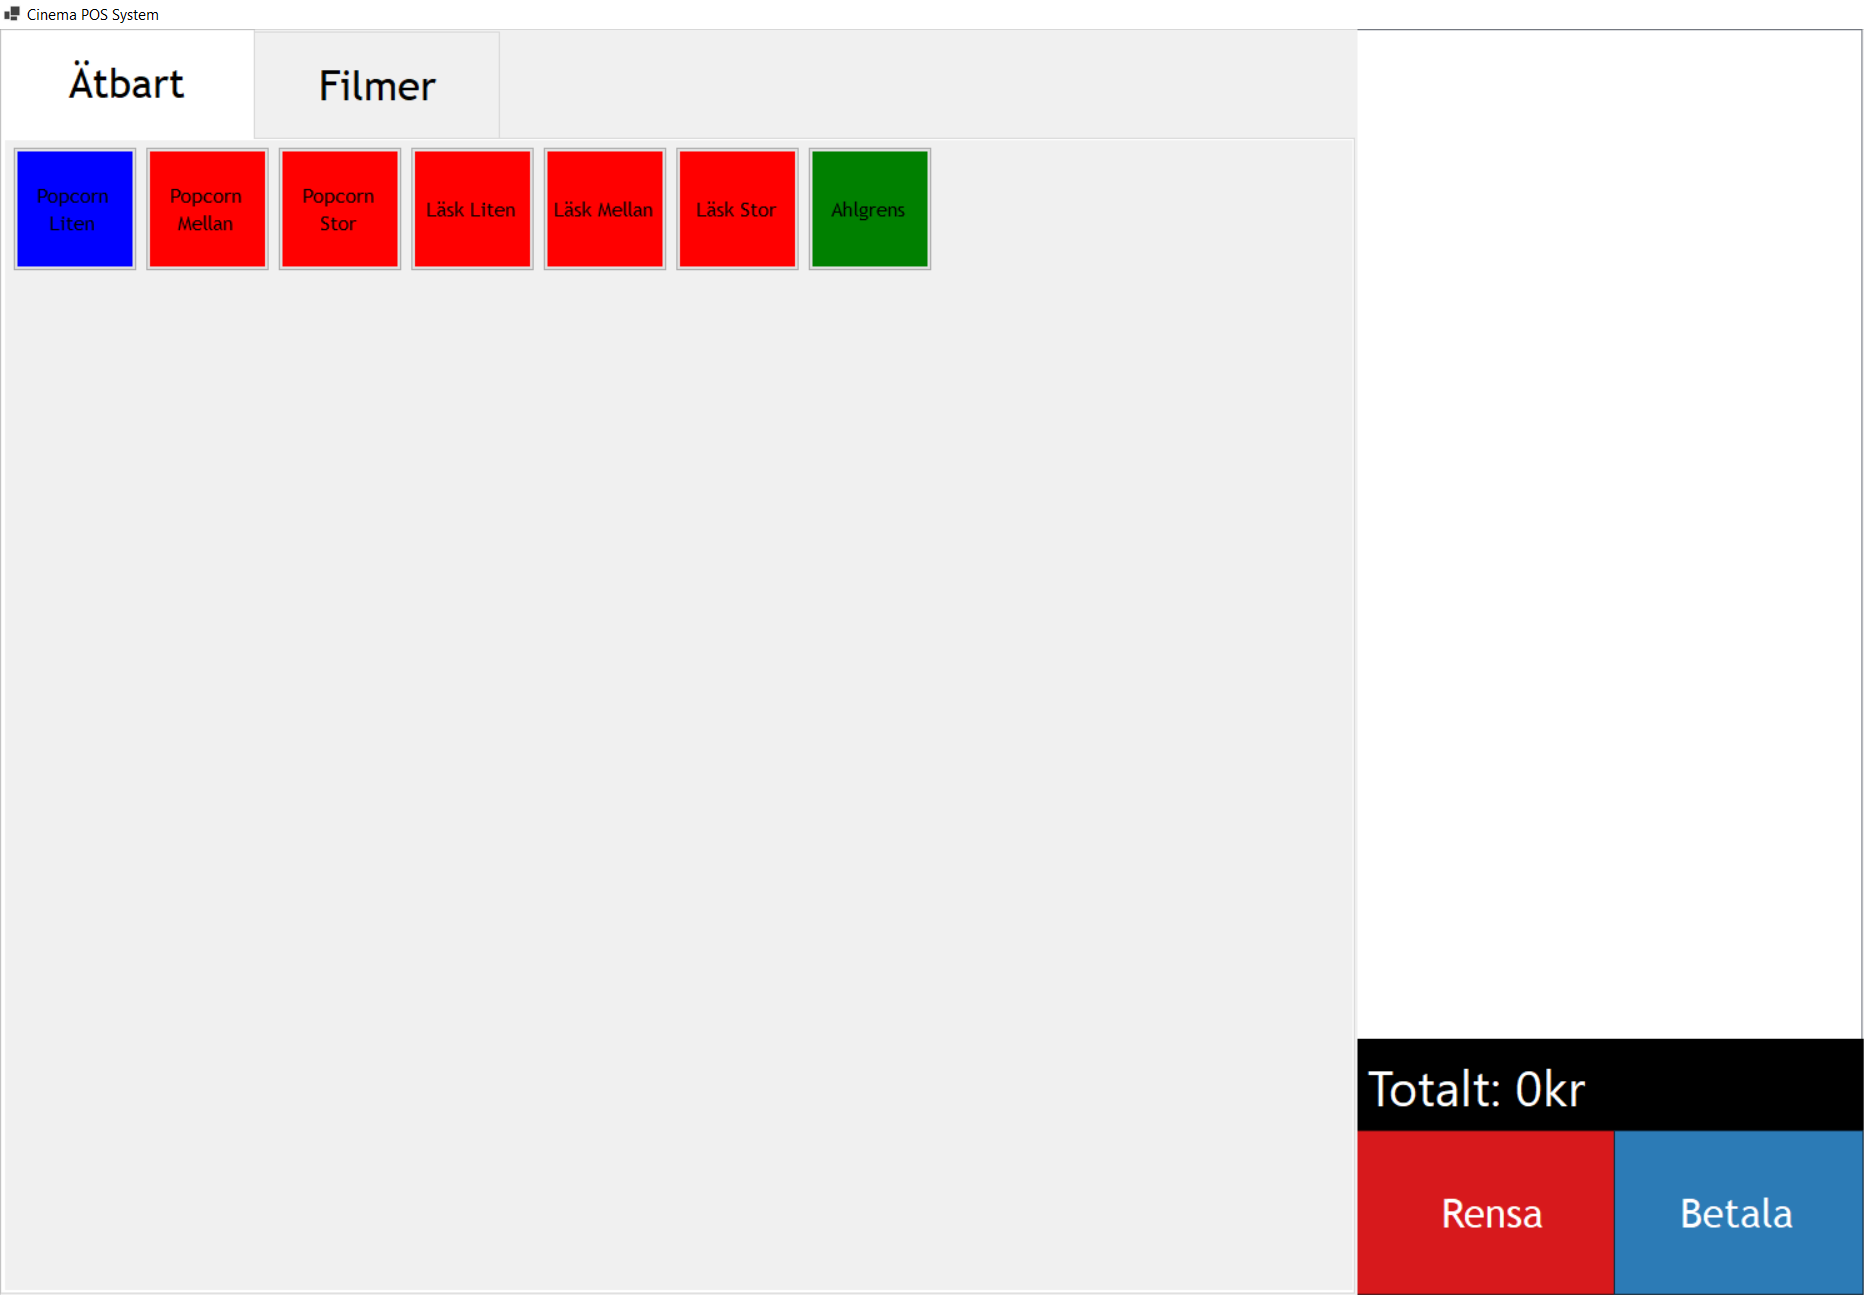 Cinema POS System
Ätbart
Filmer
Popcorn
Liten
Popcorn
Mellan
Popcorn
Stor
Läsk Liten
Läsk Mellan
Läsk Stor
Ahlgrens
Totalt: 0kr
Rensa
Betala